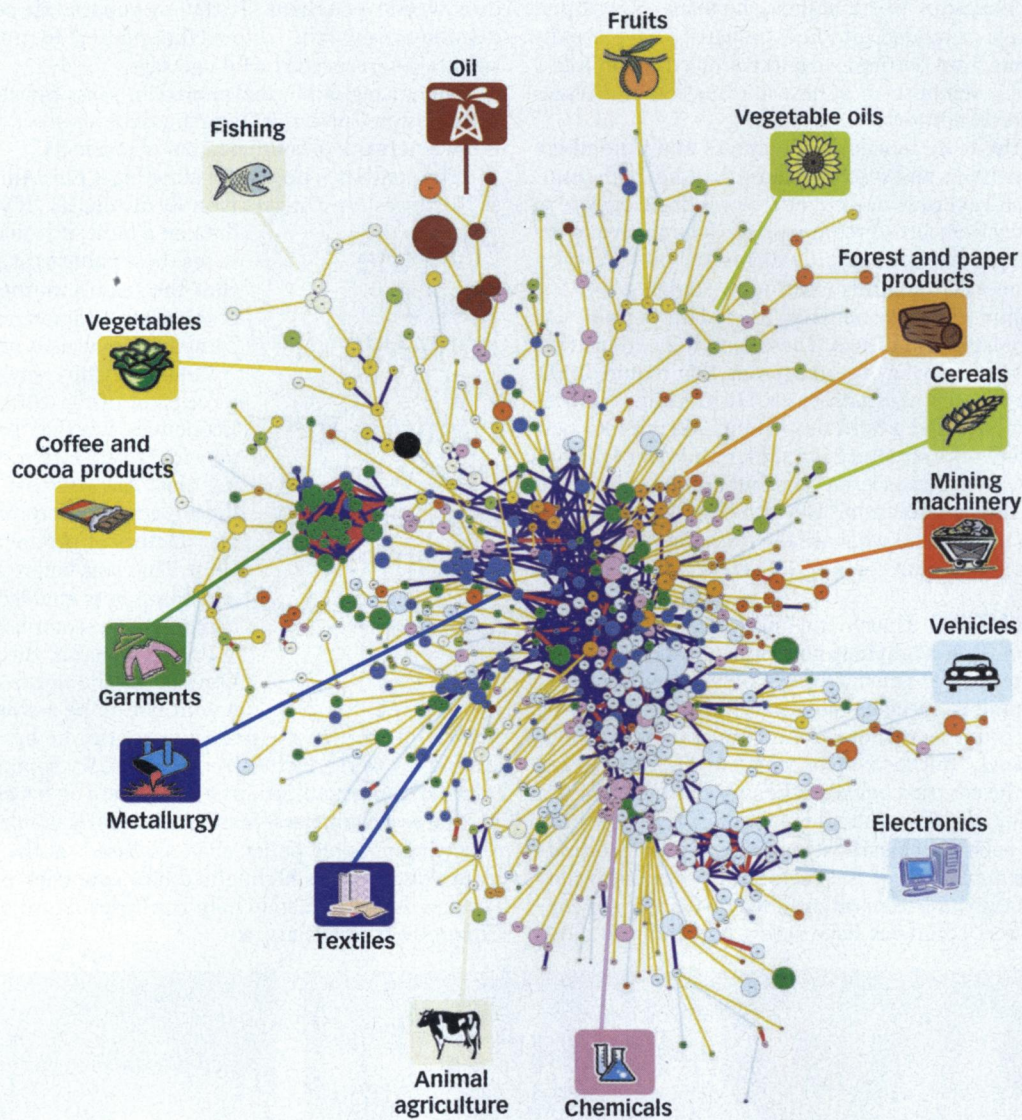 Fruits
Oil
Vegetable oils
Fishing
Forest and paper
products
Vegetables
Cereals
Coffee and
cocoa products
Mining
machinery
Vehicles
Garments
Metallurgy
Electronics
Textiles
Animal
agriculture
Chemicals